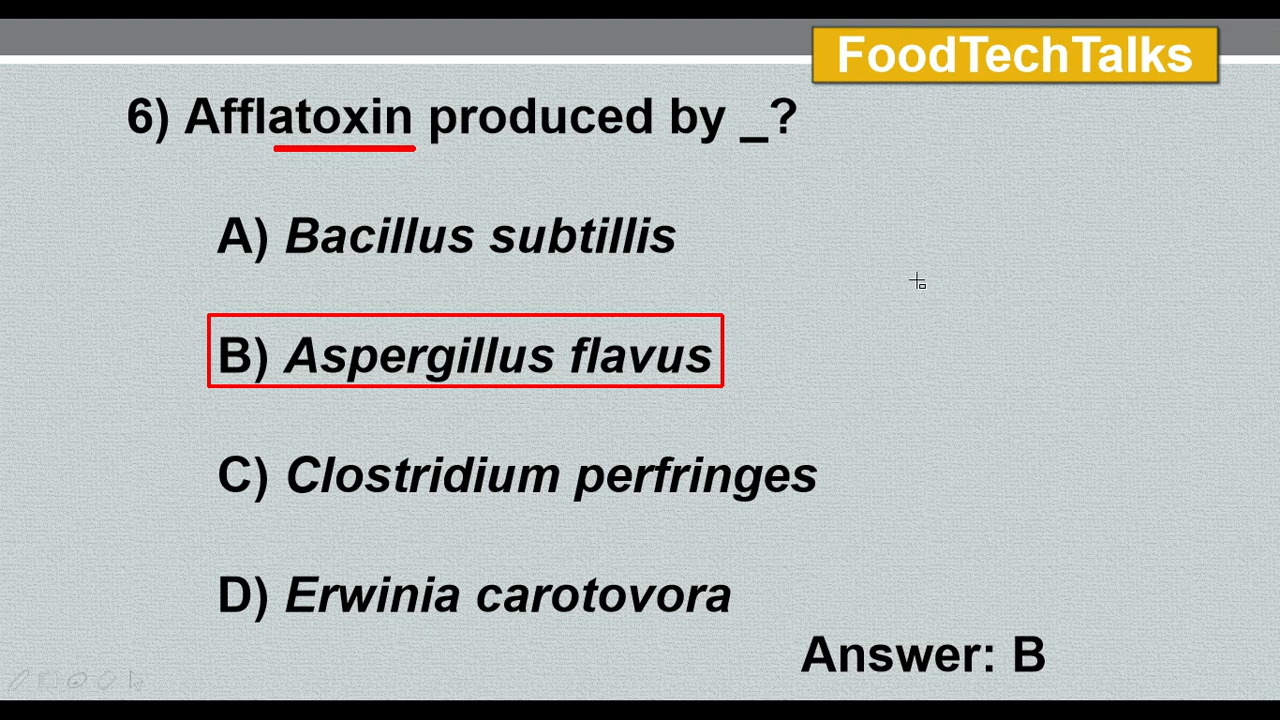 FoodTechTalks
6) Afflatoxin produced by _?
A) Bacillus subtillis
B) Aspergillus flavus
C) Clostridium perfringes
D) Erwinia carotovora
Answer: B